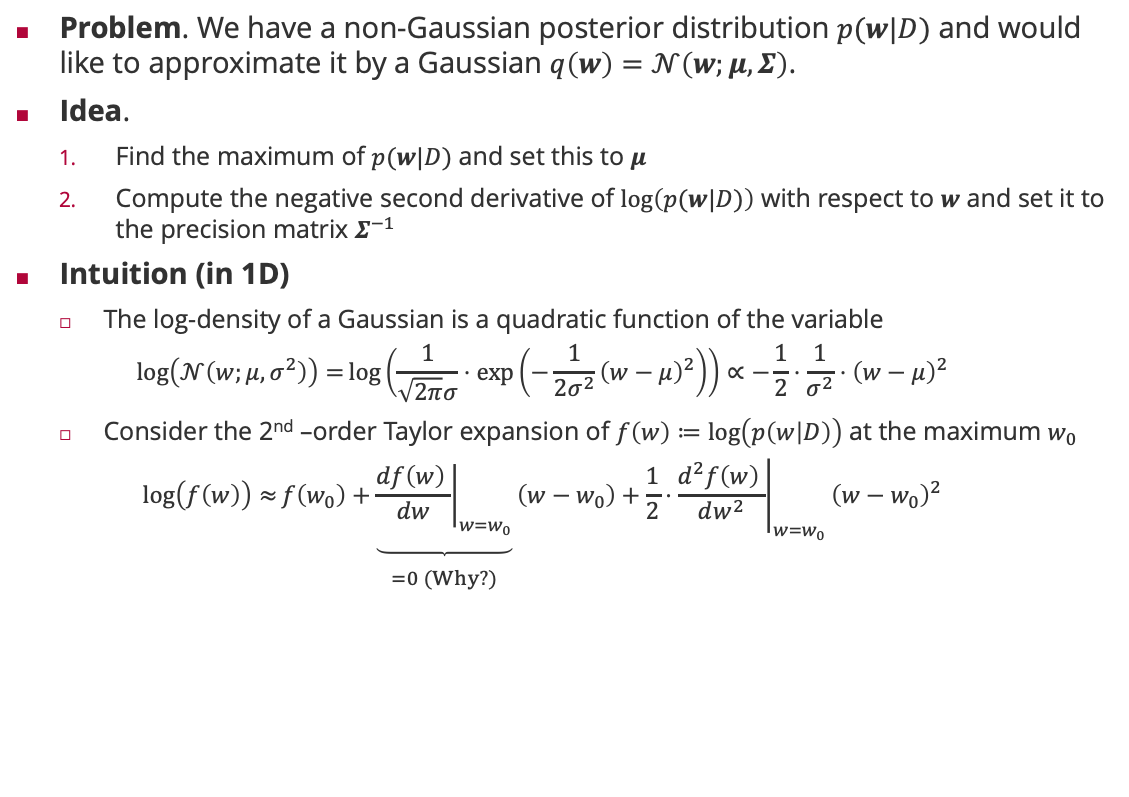 ▪ Problem. We have a non-Gaussian posterior distribution p(w|D) and would
like to approximate it by a Gaussian q(w) = 𝒩(w; μ, Σ).
▪ Idea.
1. Find the maximum of p(w|D) and set this to μ
2. Compute the negative second derivative of log(p(w|D)) with respect to w and set it to
the precision matrix Σ⁻¹
▪ Intuition (in 1D)
□ The log-density of a Gaussian is a quadratic function of the variable
log(𝒩(w; μ, σ²)) = log(1/(√2π σ) · exp(−1/(2σ²) (w − μ)²)) ∝ −1/2 · 1/σ² · (w − μ)²
□ Consider the 2nd –order Taylor expansion of f(w) ≔ log(p(w|D)) at the maximum w₀
log(f(w)) ≈ f(w₀) + df(w)/dw |w=w₀ (w − w₀) + 1/2 · d²f(w)/dw² |w=w₀ (w − w₀)²
=0 (Why?)